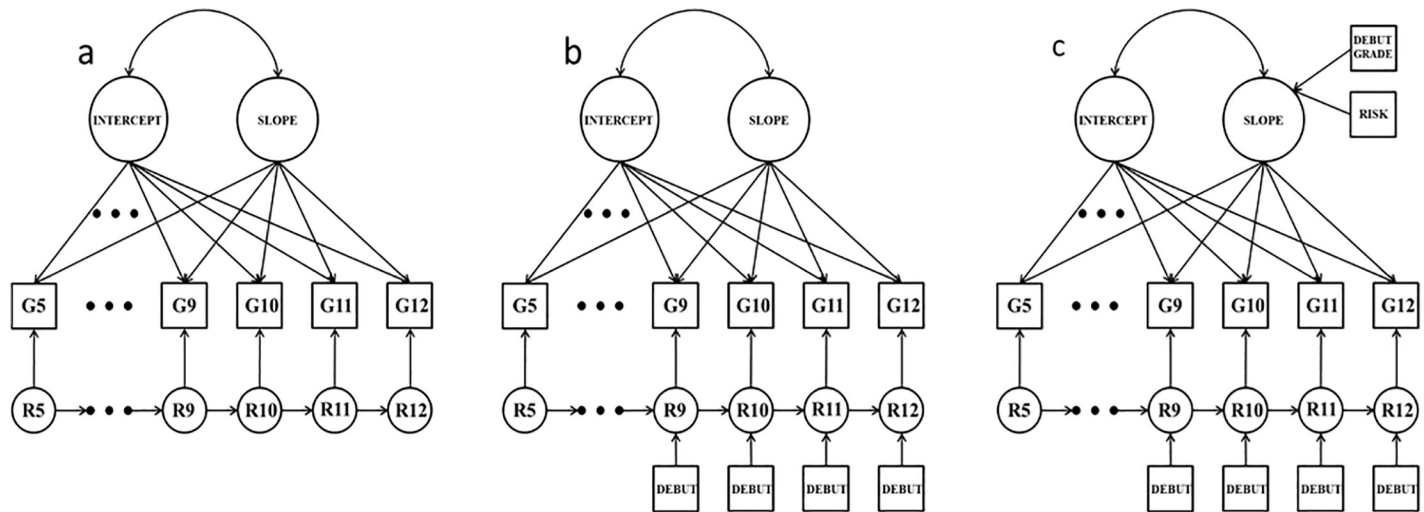 a
INTERCEPT
SLOPE
G5
G9
G10
G11
G12
R5
R9
R10
R11
R12
b
INTERCEPT
SLOPE
G5
G9
G10
G11
G12
R5
R9
R10
R11
R12
DEBUT
DEBUT
DEBUT
DEBUT
c
DEBUT
GRADE
RISK
INTERCEPT
SLOPE
G5
G9
G10
G11
G12
R5
R9
R10
R11
R12
DEBUT
DEBUT
DEBUT
DEBUT